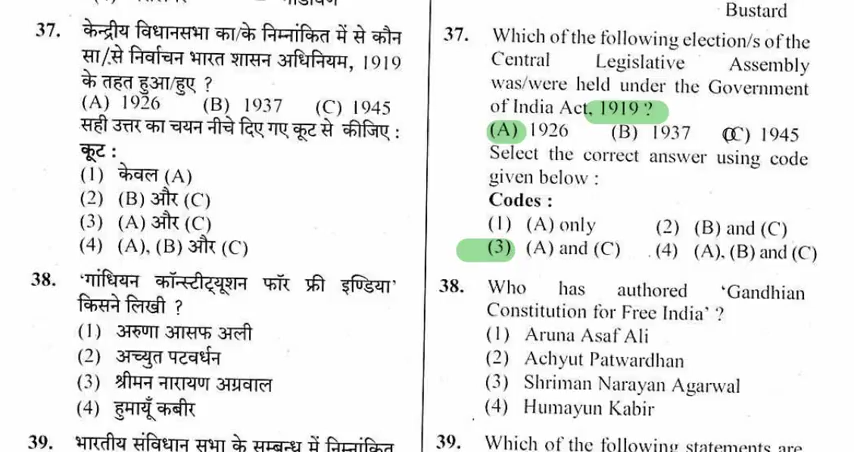 Bustard
37. केन्द्रीय विधानसभा का/के निम्नांकित में से कौन
सा/से निर्वाचन भारत शासन अधिनियम, 1919
के तहत हुआ/हुए ?
(A) 1926 (B) 1937 (C) 1945
सही उत्तर का चयन नीचे दिए गए कूट से कीजिए :
कूट :
(1) केवल (A)
(2) (B) और (C)
(3) (A) और (C)
(4) (A), (B) और (C)
38. 'गांधियन कॉन्स्टीट्यूशन फॉर फ्री इण्डिया'
किसने लिखी ?
(1) अरुणा आसफ अली
(2) अच्युत पटवर्धन
(3) श्रीमन नारायण अग्रवाल
(4) हुमायूँ कबीर
39. भारतीय संविधान सभा के सम्बन्ध में निम्नांकित
37. Which of the following election/s of the
Central Legislative Assembly
was/were held under the Government
of India Act, 1919 ?
(A) 1926 (B) 1937 (C) 1945
Select the correct answer using code
given below :
Codes :
(1) (A) only (2) (B) and (C)
(3) (A) and (C) (4) (A), (B) and (C)
38. Who has authored 'Gandhian
Constitution for Free India' ?
(1) Aruna Asaf Ali
(2) Achyut Patwardhan
(3) Shriman Narayan Agarwal
(4) Humayun Kabir
39. Which of the following statements are